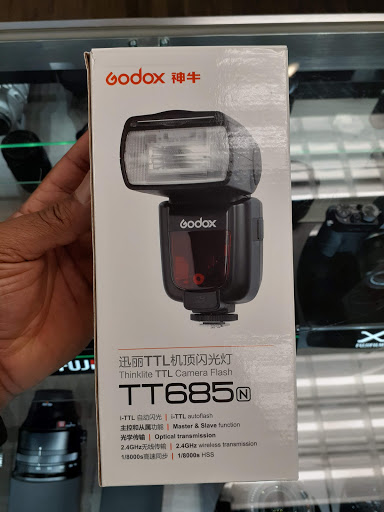 Godox 神牛
Godox
迅丽TTL机顶闪光灯
Thinklite TTL Camera Flash
TT685 N
i-TTL 自动闪光 | i-TTL autoflash
主控和从属功能 | Master & Slave function
光学传输 | Optical transmission
2.4GHz无线传输 | 2.4GHz wireless transmission
1/8000s高速同步 | 1/8000s HSS
FUJ
X